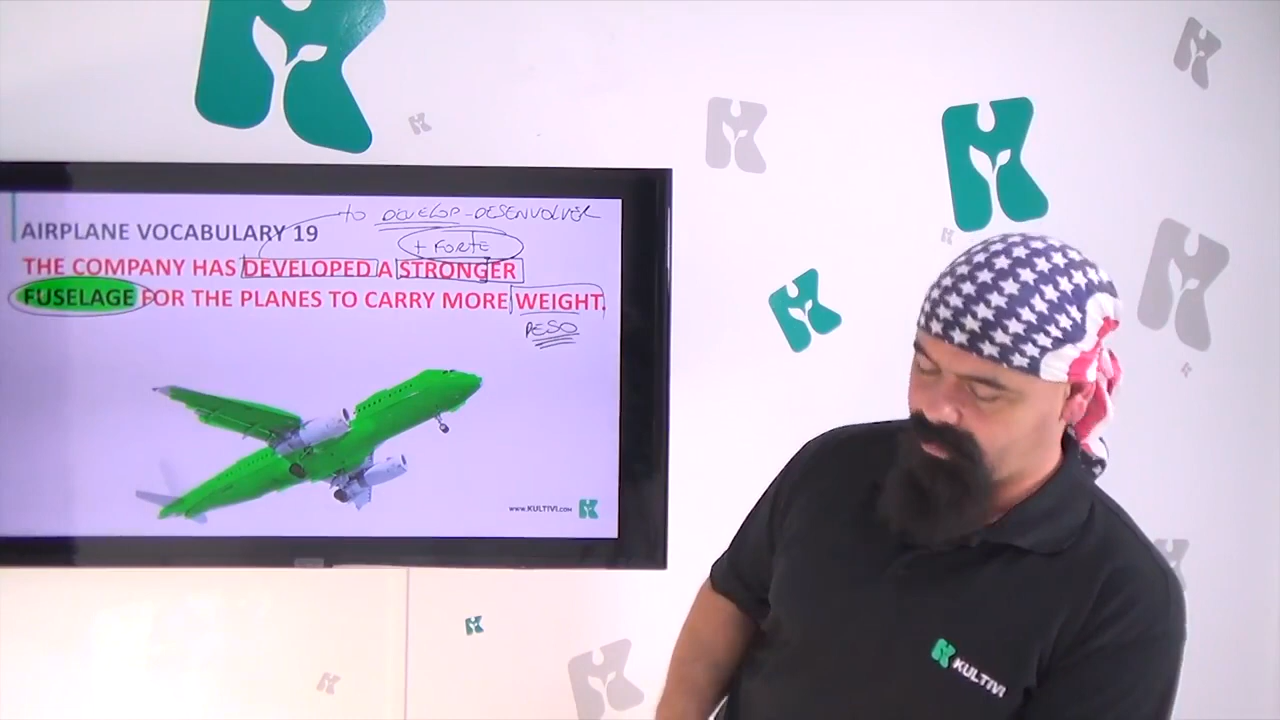 to DEVELOP - DESENVOLVER
AIRPLANE VOCABULARY 19
+ FORTE
THE COMPANY HAS DEVELOPED A STRONGER
FUSELAGE FOR THE PLANES TO CARRY MORE WEIGHT.
PESO
www.KULTIVI.COM
KULTIVI